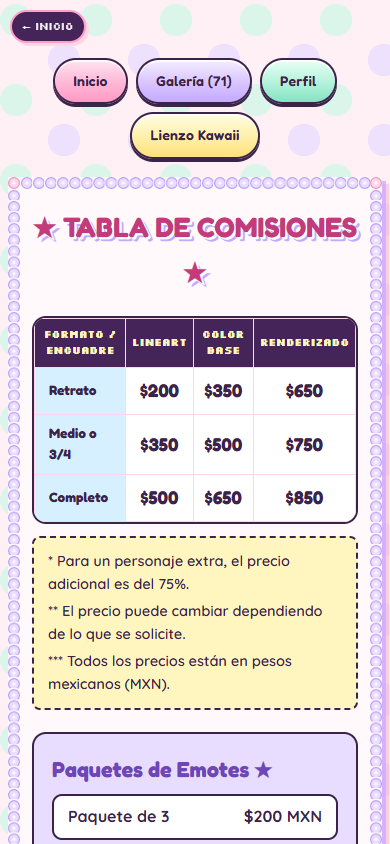 ← INICIO
Inicio
Galería (71)
Perfil
Lienzo Kawaii
★ TABLA DE COMISIONES
★
FORMATO / ENCUADRE LINEART COLOR BASE RENDERIZADO
Retrato $200 $350 $650
Medio o 3/4 $350 $500 $750
Completo $500 $650 $850
* Para un personaje extra, el precio
adicional es del 75%.
** El precio puede cambiar dependiendo
de lo que se solicite.
*** Todos los precios están en pesos
mexicanos (MXN).
Paquetes de Emotes ★
Paquete de 3 $200 MXN